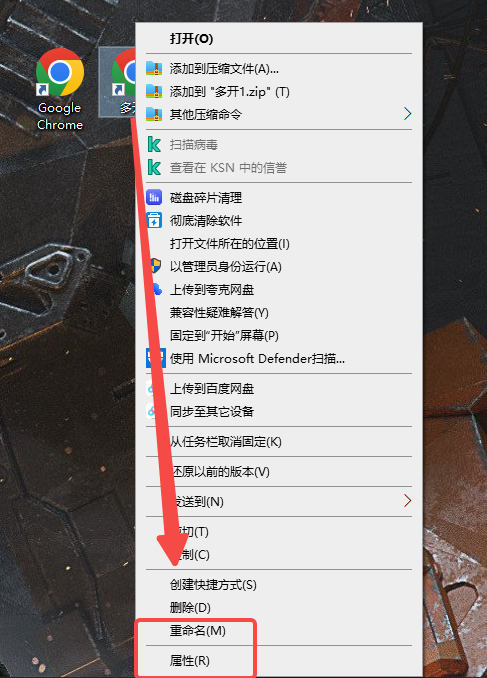 Google
Chrome
多
打开(O)
添加到压缩文件(A)...
添加到 "多开1.zip" (T)
其他压缩命令
扫描病毒
查看在 KSN 中的信誉
磁盘碎片清理
彻底清除软件
打开文件所在的位置(I)
以管理员身份运行(A)
上传到夸克网盘
兼容性疑难解答(Y)
固定到"开始"屏幕(P)
使用 Microsoft Defender扫描...
上传到百度网盘
同步至其它设备
从任务栏取消固定(K)
还原以前的版本(V)
发送到(N)
切(T)
制(C)
创建快捷方式(S)
删除(D)
重命名(M)
属性(R)